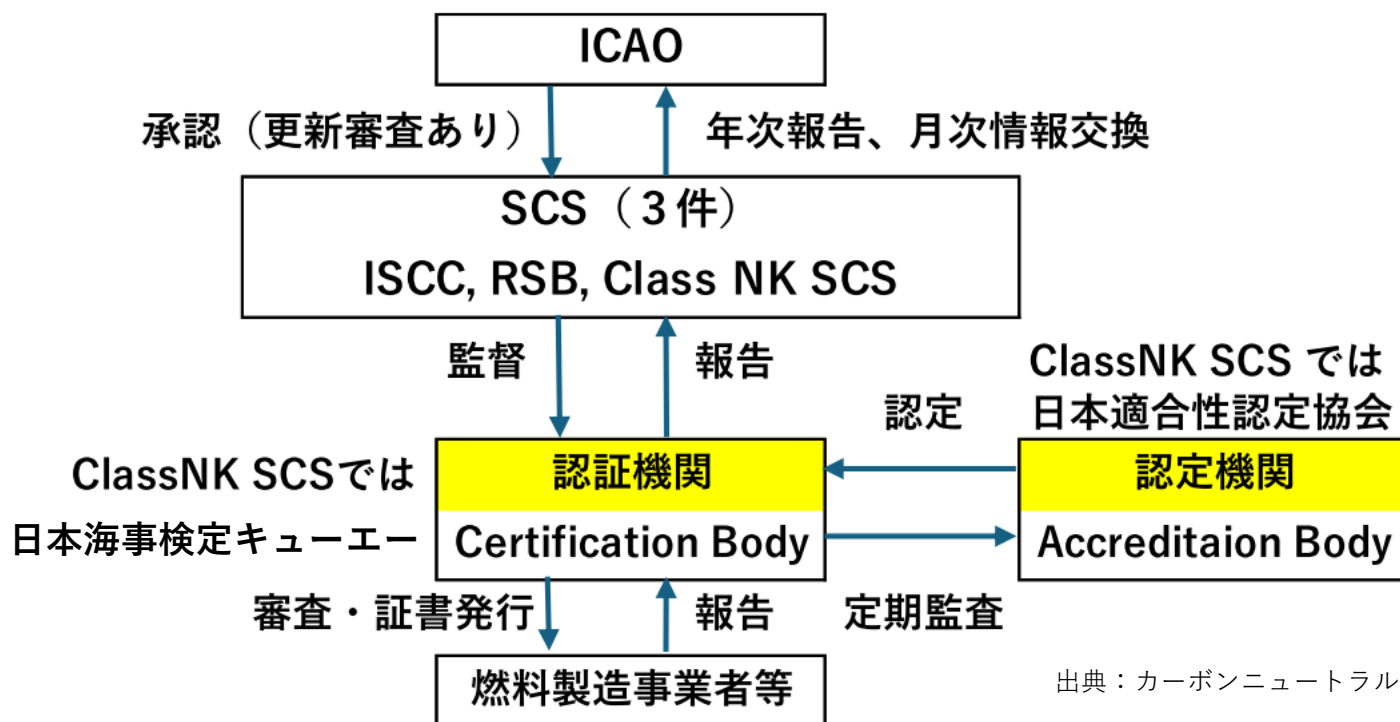 ICAO
承認（更新審査あり）
年次報告、月次情報交換
SCS（３件）
ISCC, RSB, Class NK SCS
監督
報告
ClassNK SCS では
日本適合性認定協会
認定
ClassNK SCSでは
日本海事検定キューエー
認証機関
Certification Body
認定機関
Accreditaion Body
審査・証書発行
報告
定期監査
燃料製造事業者等
出典：カーボンニュートラル